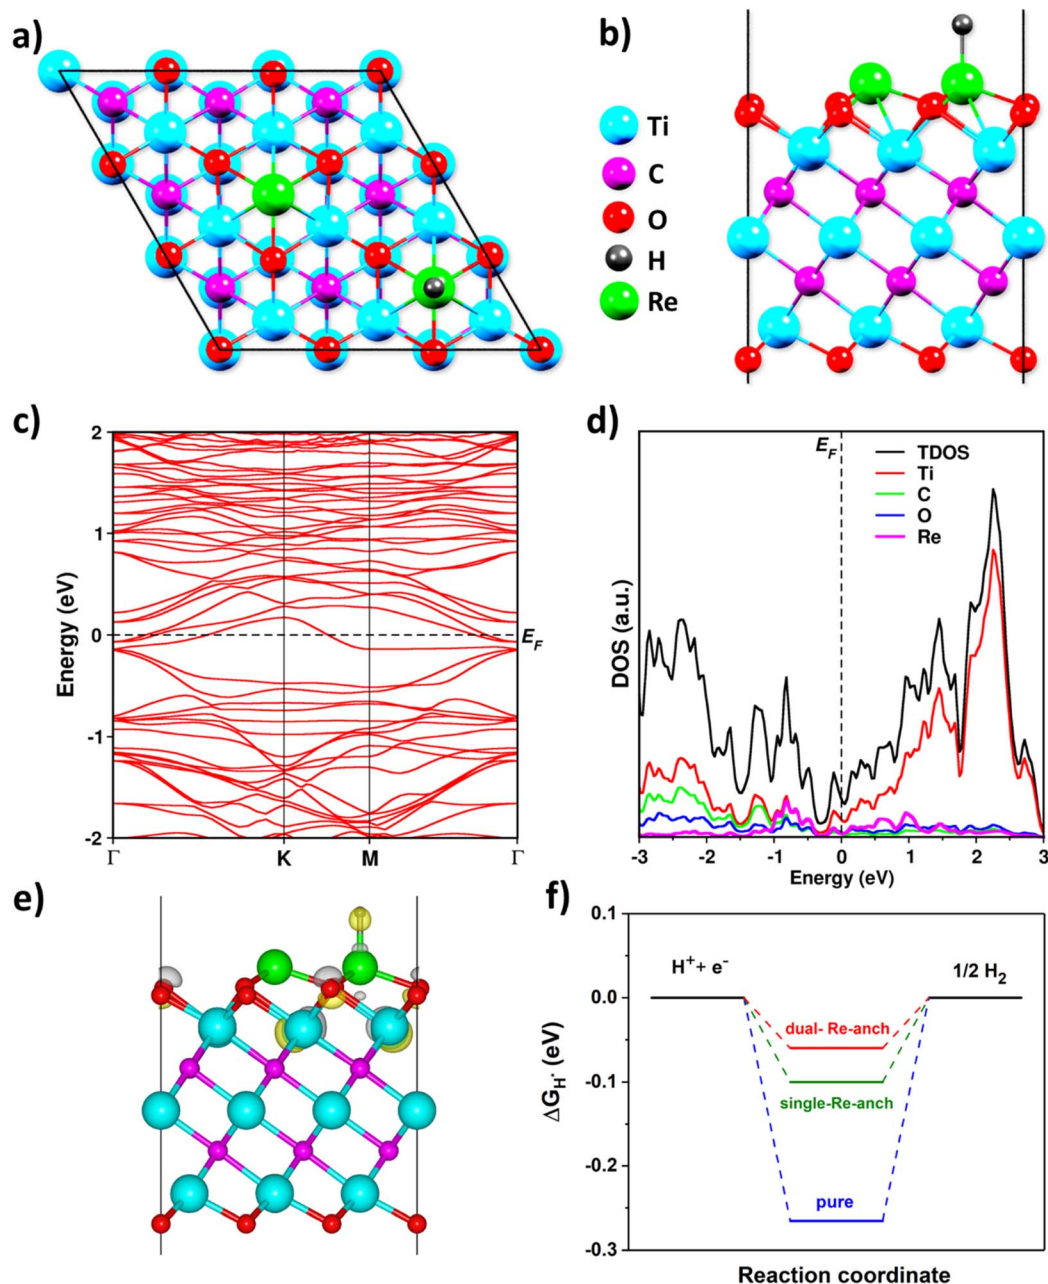 a)
b)
Ti
C
O
H
Re
c)
2
1
0
-1
-2
Energy (eV)
E_F
Γ
K
M
Γ
d)
E_F
TDOS
Ti
C
O
Re
DOS (a.u.)
-3
-2
-1
0
1
2
3
Energy (eV)
e)
f)
0.1
0.0
-0.1
-0.2
-0.3
ΔG_H* (eV)
H⁺+ e⁻
1/2 H₂
dual- Re-anch
single-Re-anch
pure
Reaction coordinate